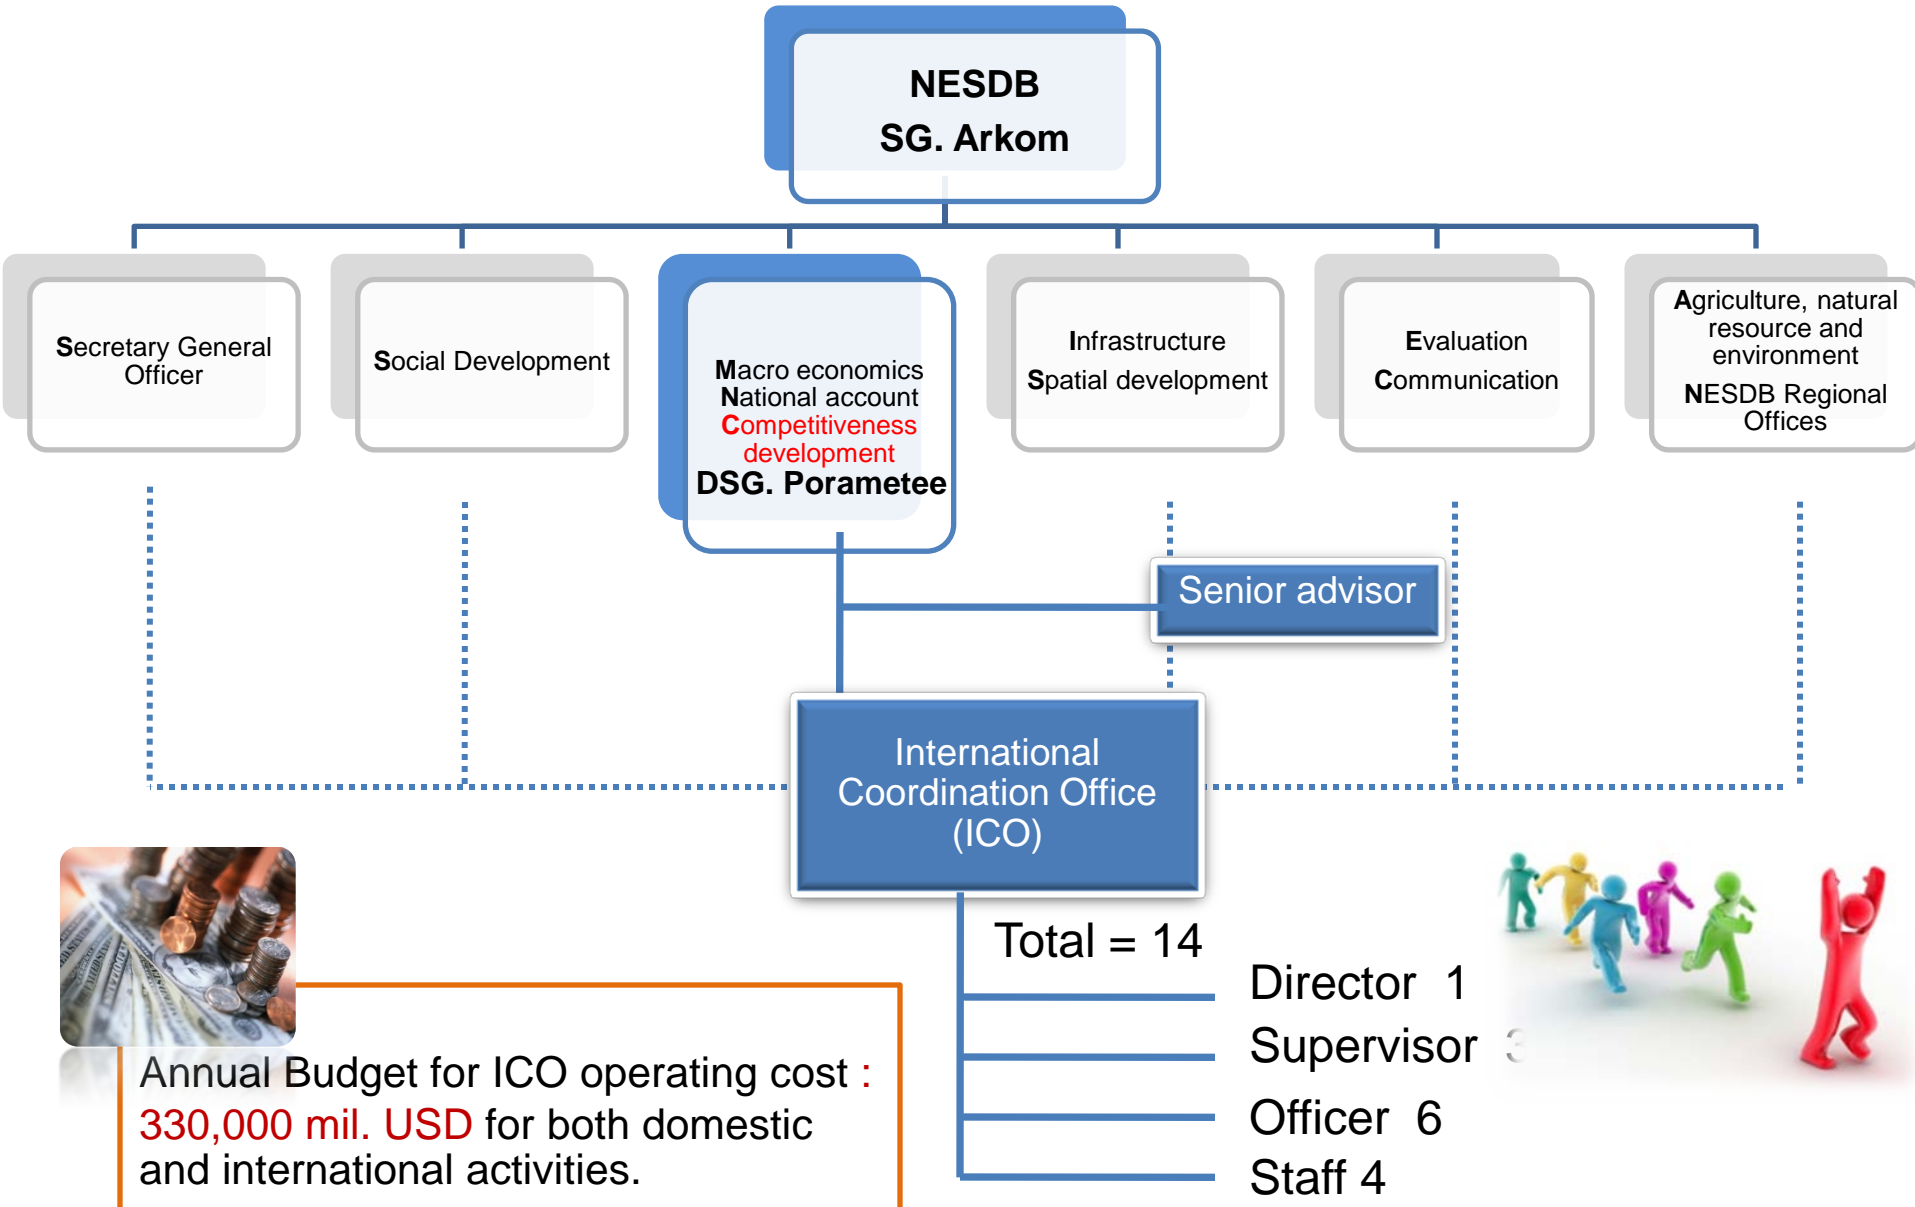 NESDB
SG. Arkom
Secretary General
Officer
Social Development
Macro economics
National account
Competitiveness
development
DSG. Porametee
Infrastructure
Spatial development
Evaluation
Communication
Agriculture, natural
resource and
environment
NESDB Regional
Offices
Senior advisor
International
Coordination Office
(ICO)
Total = 14
Director 1
Supervisor 3
Officer 6
Staff 4
Annual Budget for ICO operating cost :
330,000 mil. USD for both domestic
and international activities.